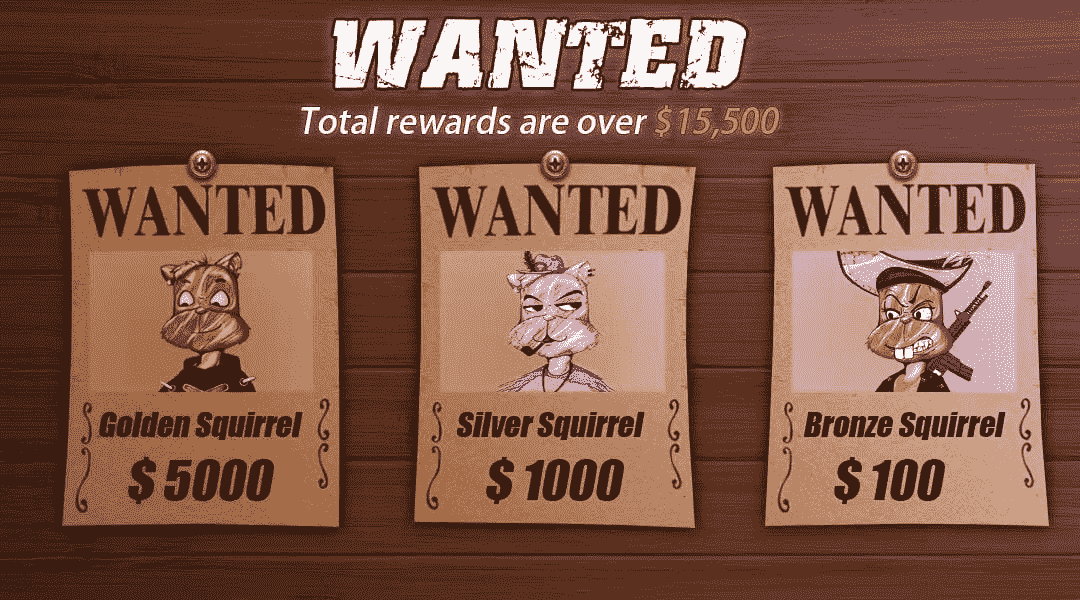 WANTED
Total rewards are over $15,500
WANTED
Golden Squirrel
$ 5000
WANTED
Silver Squirrel
$ 1000
WANTED
Bronze Squirrel
$ 100